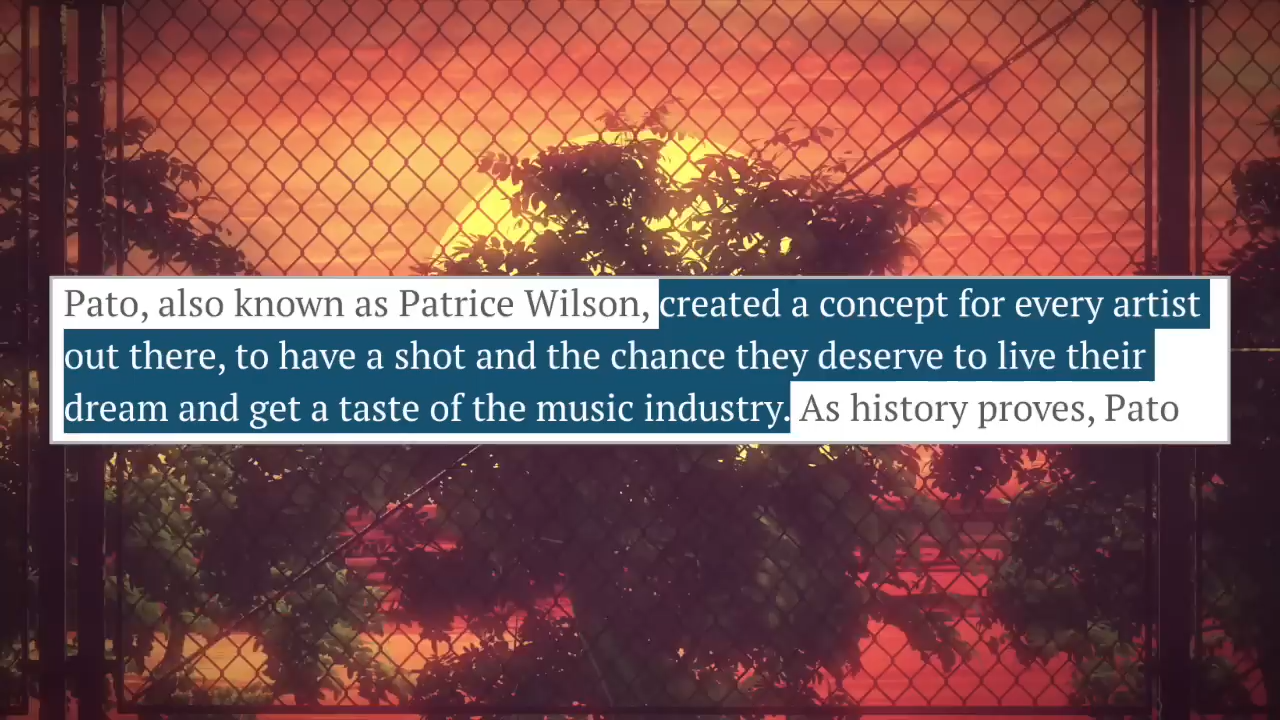 Pato, also known as Patrice Wilson, created a concept for every artist
out there, to have a shot and the chance they deserve to live their
dream and get a taste of the music industry. As history proves, Pato